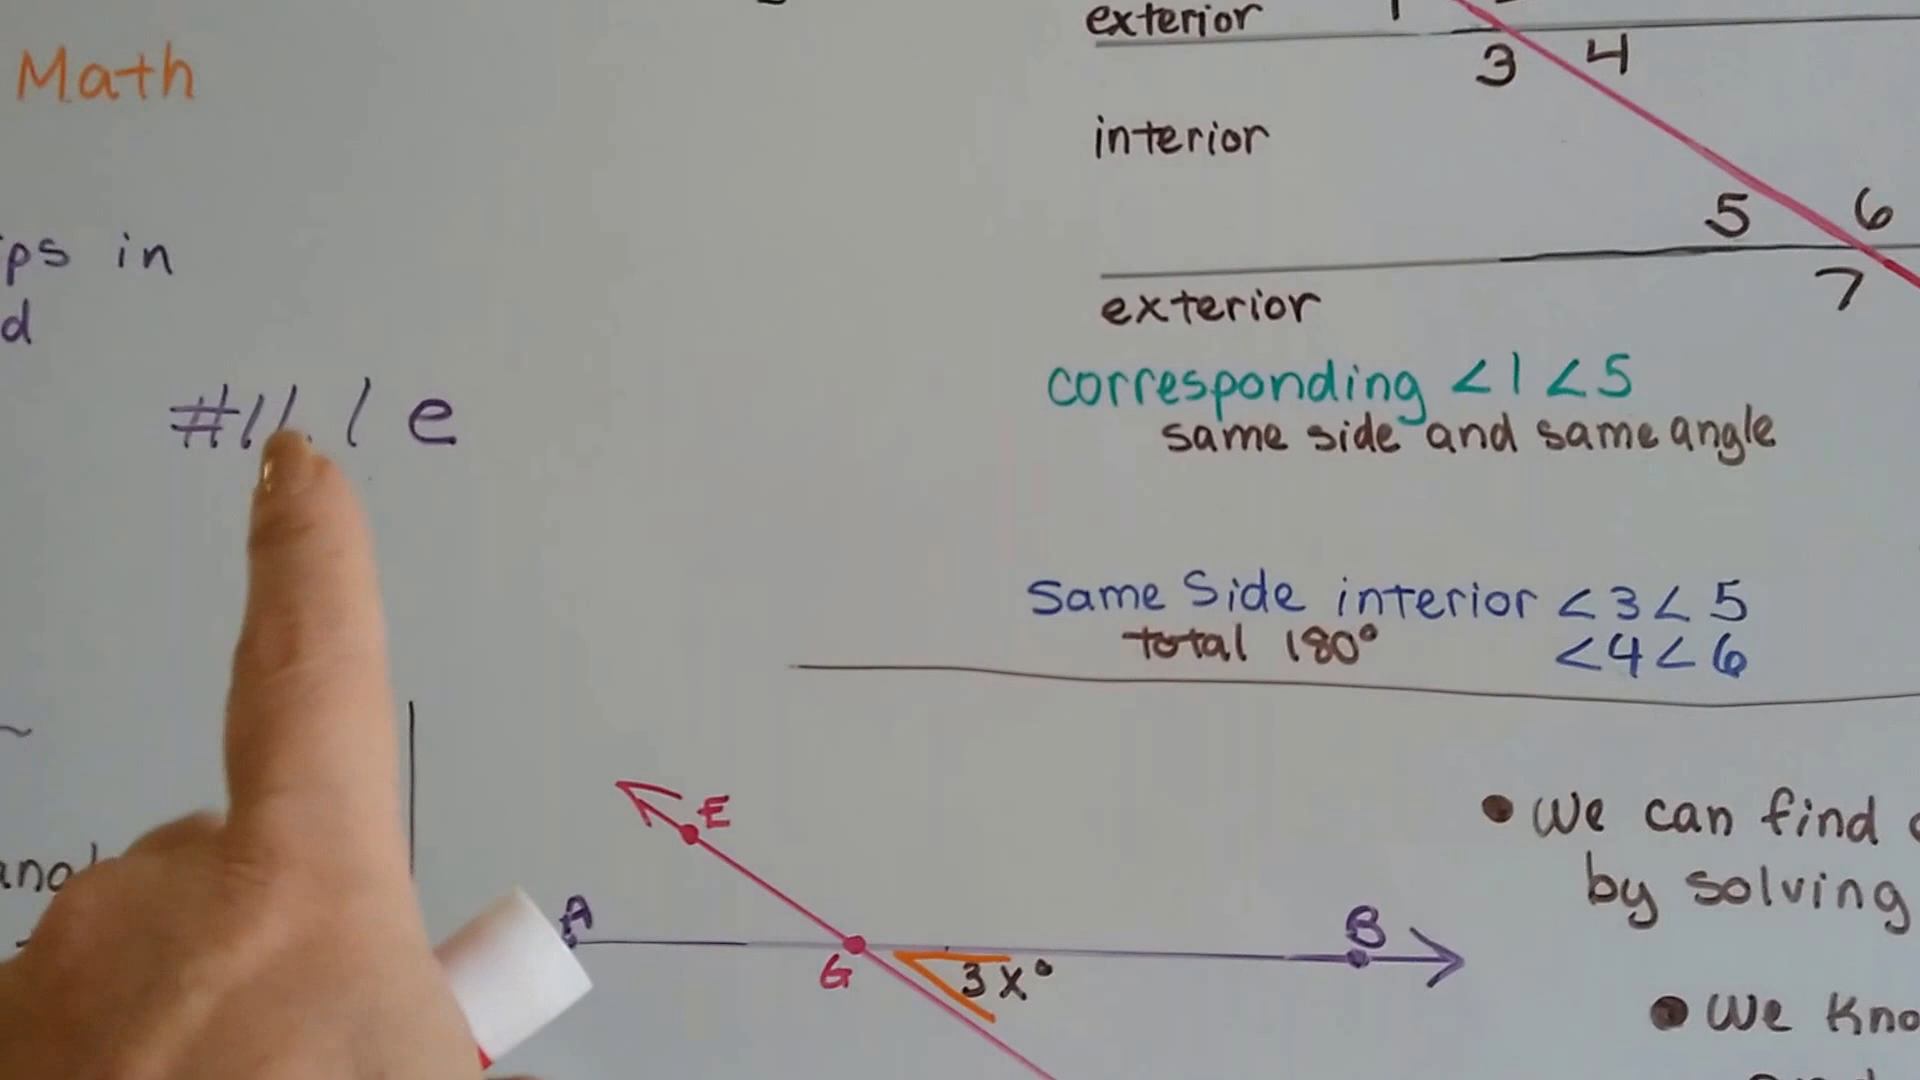 Math
ps in
d
#11.1 e
exterior
3 4
interior
5 6
7
exterior
corresponding <1 <5
same side and same angle
Same Side interior <3 < 5
total 180°
<4 < 6
E
A
B
G
3x°
• We can find
by solving
• We kno